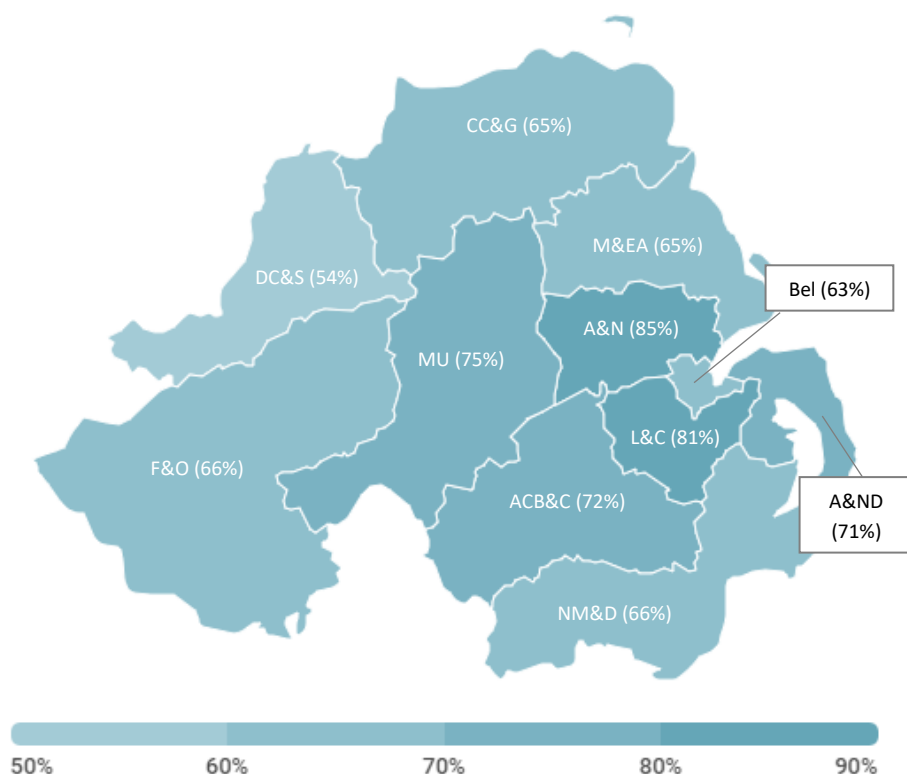 CC&G (65%)
M&EA (65%)
DC&S (54%)
Bel (63%)
A&N (85%)
MU (75%)
L&C (81%)
F&O (66%)
ACB&C (72%)
A&ND
(71%)
NM&D (66%)
50%
60%
70%
80%
90%